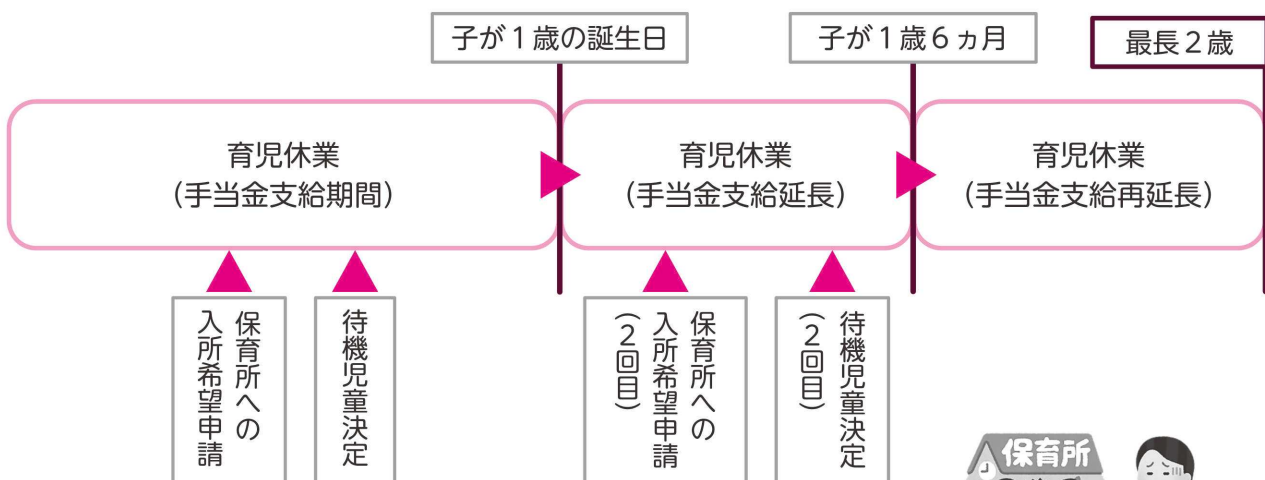 子が1歳の誕生日
子が1歳6ヵ月
最長2歳
育児休業
(手当金支給期間)
育児休業
(手当金支給延長)
育児休業
(手当金支給再延長)
保育所への
入所希望申請
待機児童決定
保育所への
入所希望申請
(2回目)
待機児童決定
(2回目)
保育所